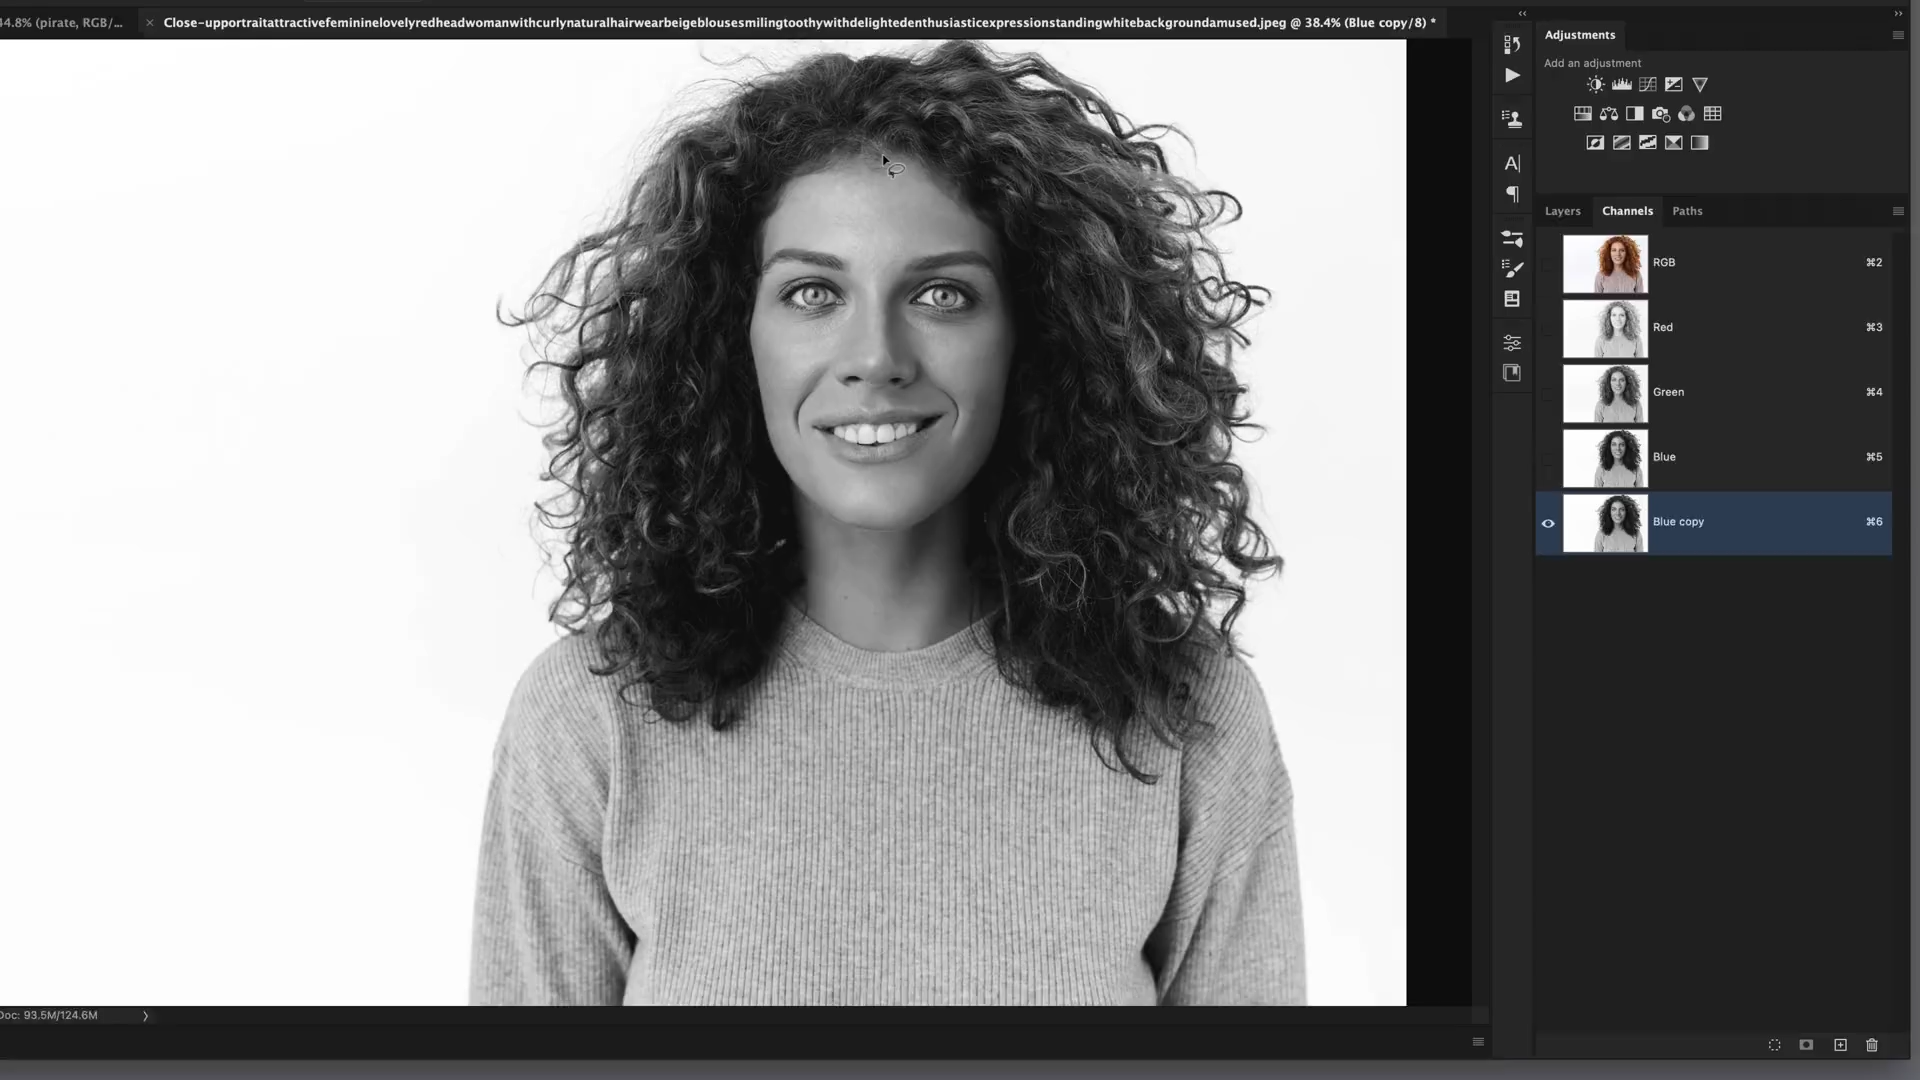 44.8% (pirate, RGB/...
× Close-upportraitattractivefemininelovelyredheadwomanwithcurlynaturalhairwearbeigeblousesmilingtoothywithdelightedenthusiasticexpressionstandingwhitebackgroundamused.jpeg @ 38.4% (Blue copy/8) *
Adjustments
Add an adjustment
Layers Channels Paths
RGB ⌘2
Red ⌘3
Green ⌘4
Blue ⌘5
Blue copy ⌘6
Doc: 93.5M/124.6M